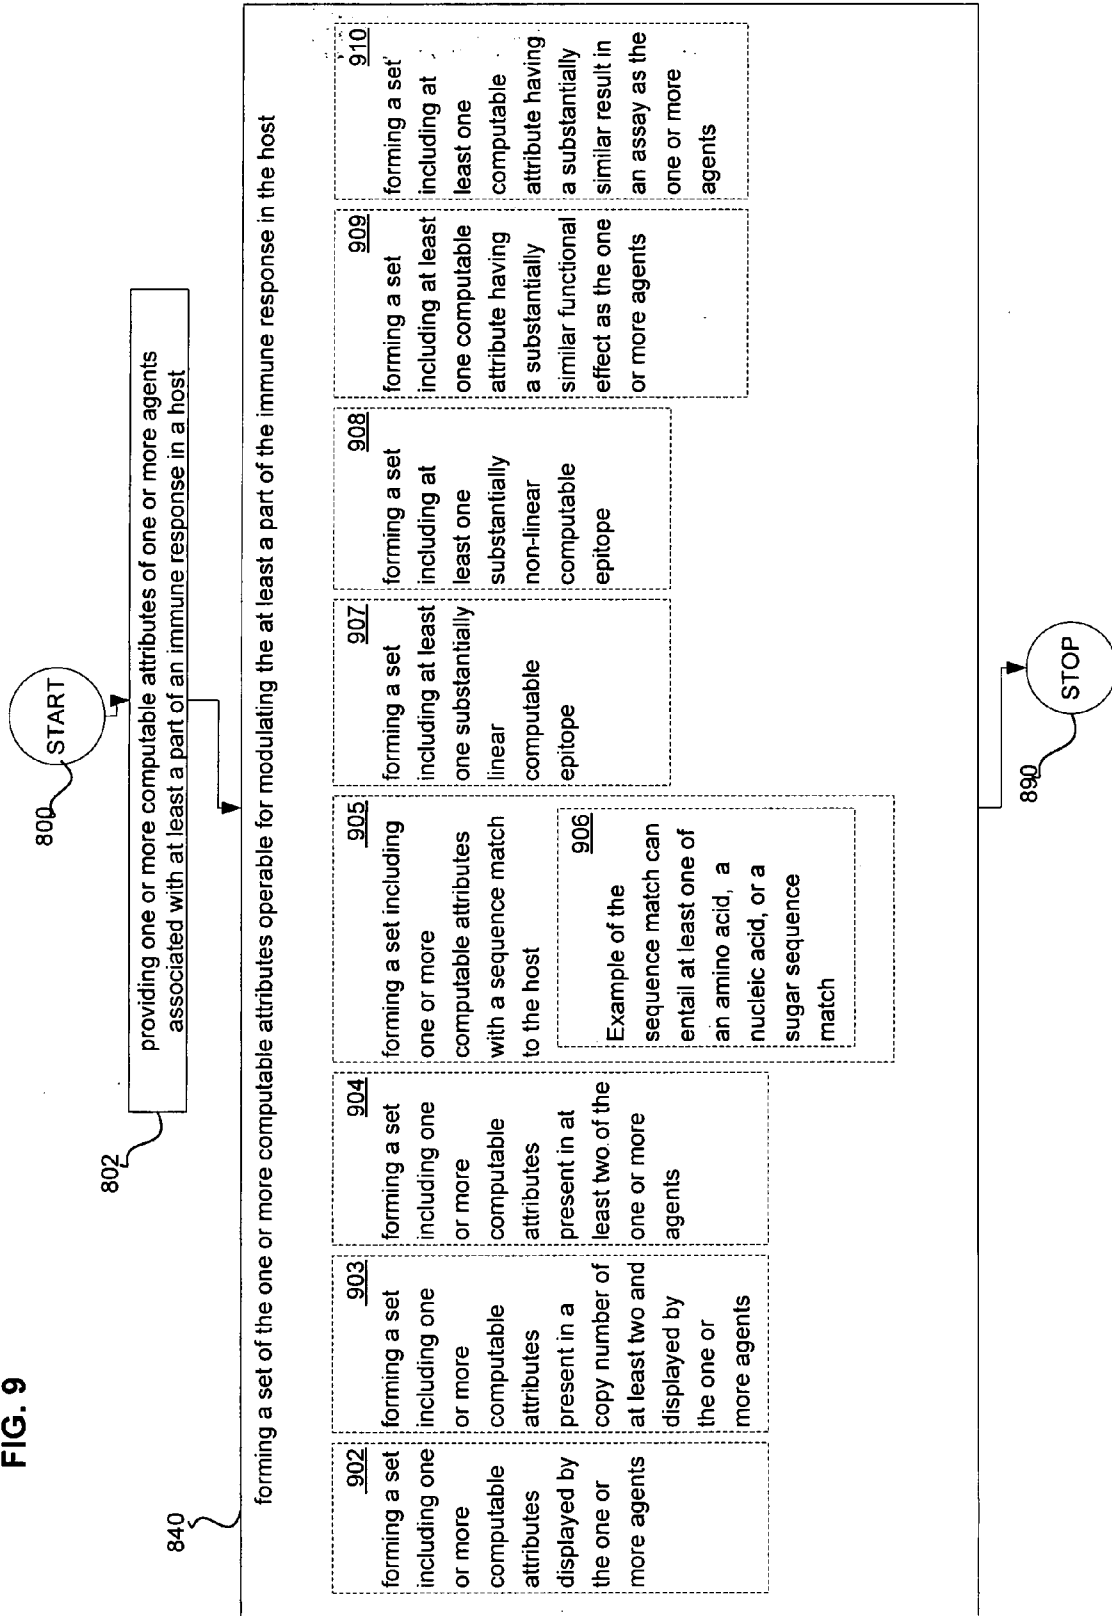 FIG. 9
800
START
802
providing one or more computable attributes of one or more agents
associated with at least a part of an immune response in a host
840
forming a set of the one or more computable attributes operable for modulating the at least a part of the immune response in the host
902
forming a set
including one
or more
computable
attributes
displayed by
the one or
more agents
903
forming a set
including one
or more
computable
attributes
present in a
copy number of
at least two and
displayed by
the one or
more agents
904
forming a set
including one
or more
computable
attributes
present in at
least two of the
one or more
agents
905
forming a set including
one or more
computable attributes
with a sequence match
to the host
906
Example of the
sequence match can
entail at least one of
an amino acid, a
nucleic acid, or a
sugar sequence
match
907
forming a set
including at least
one substantially
linear
computable
epitope
908
forming a set
including at
least one
substantially
non-linear
computable
epitope
909
forming a set
including at least
one computable
attribute having
a substantially
similar functional
effect as the one
or more agents
910
forming a set
including at
least one
computable
attribute having
a substantially
similar result in
an assay as the
one or more
agents
890
STOP